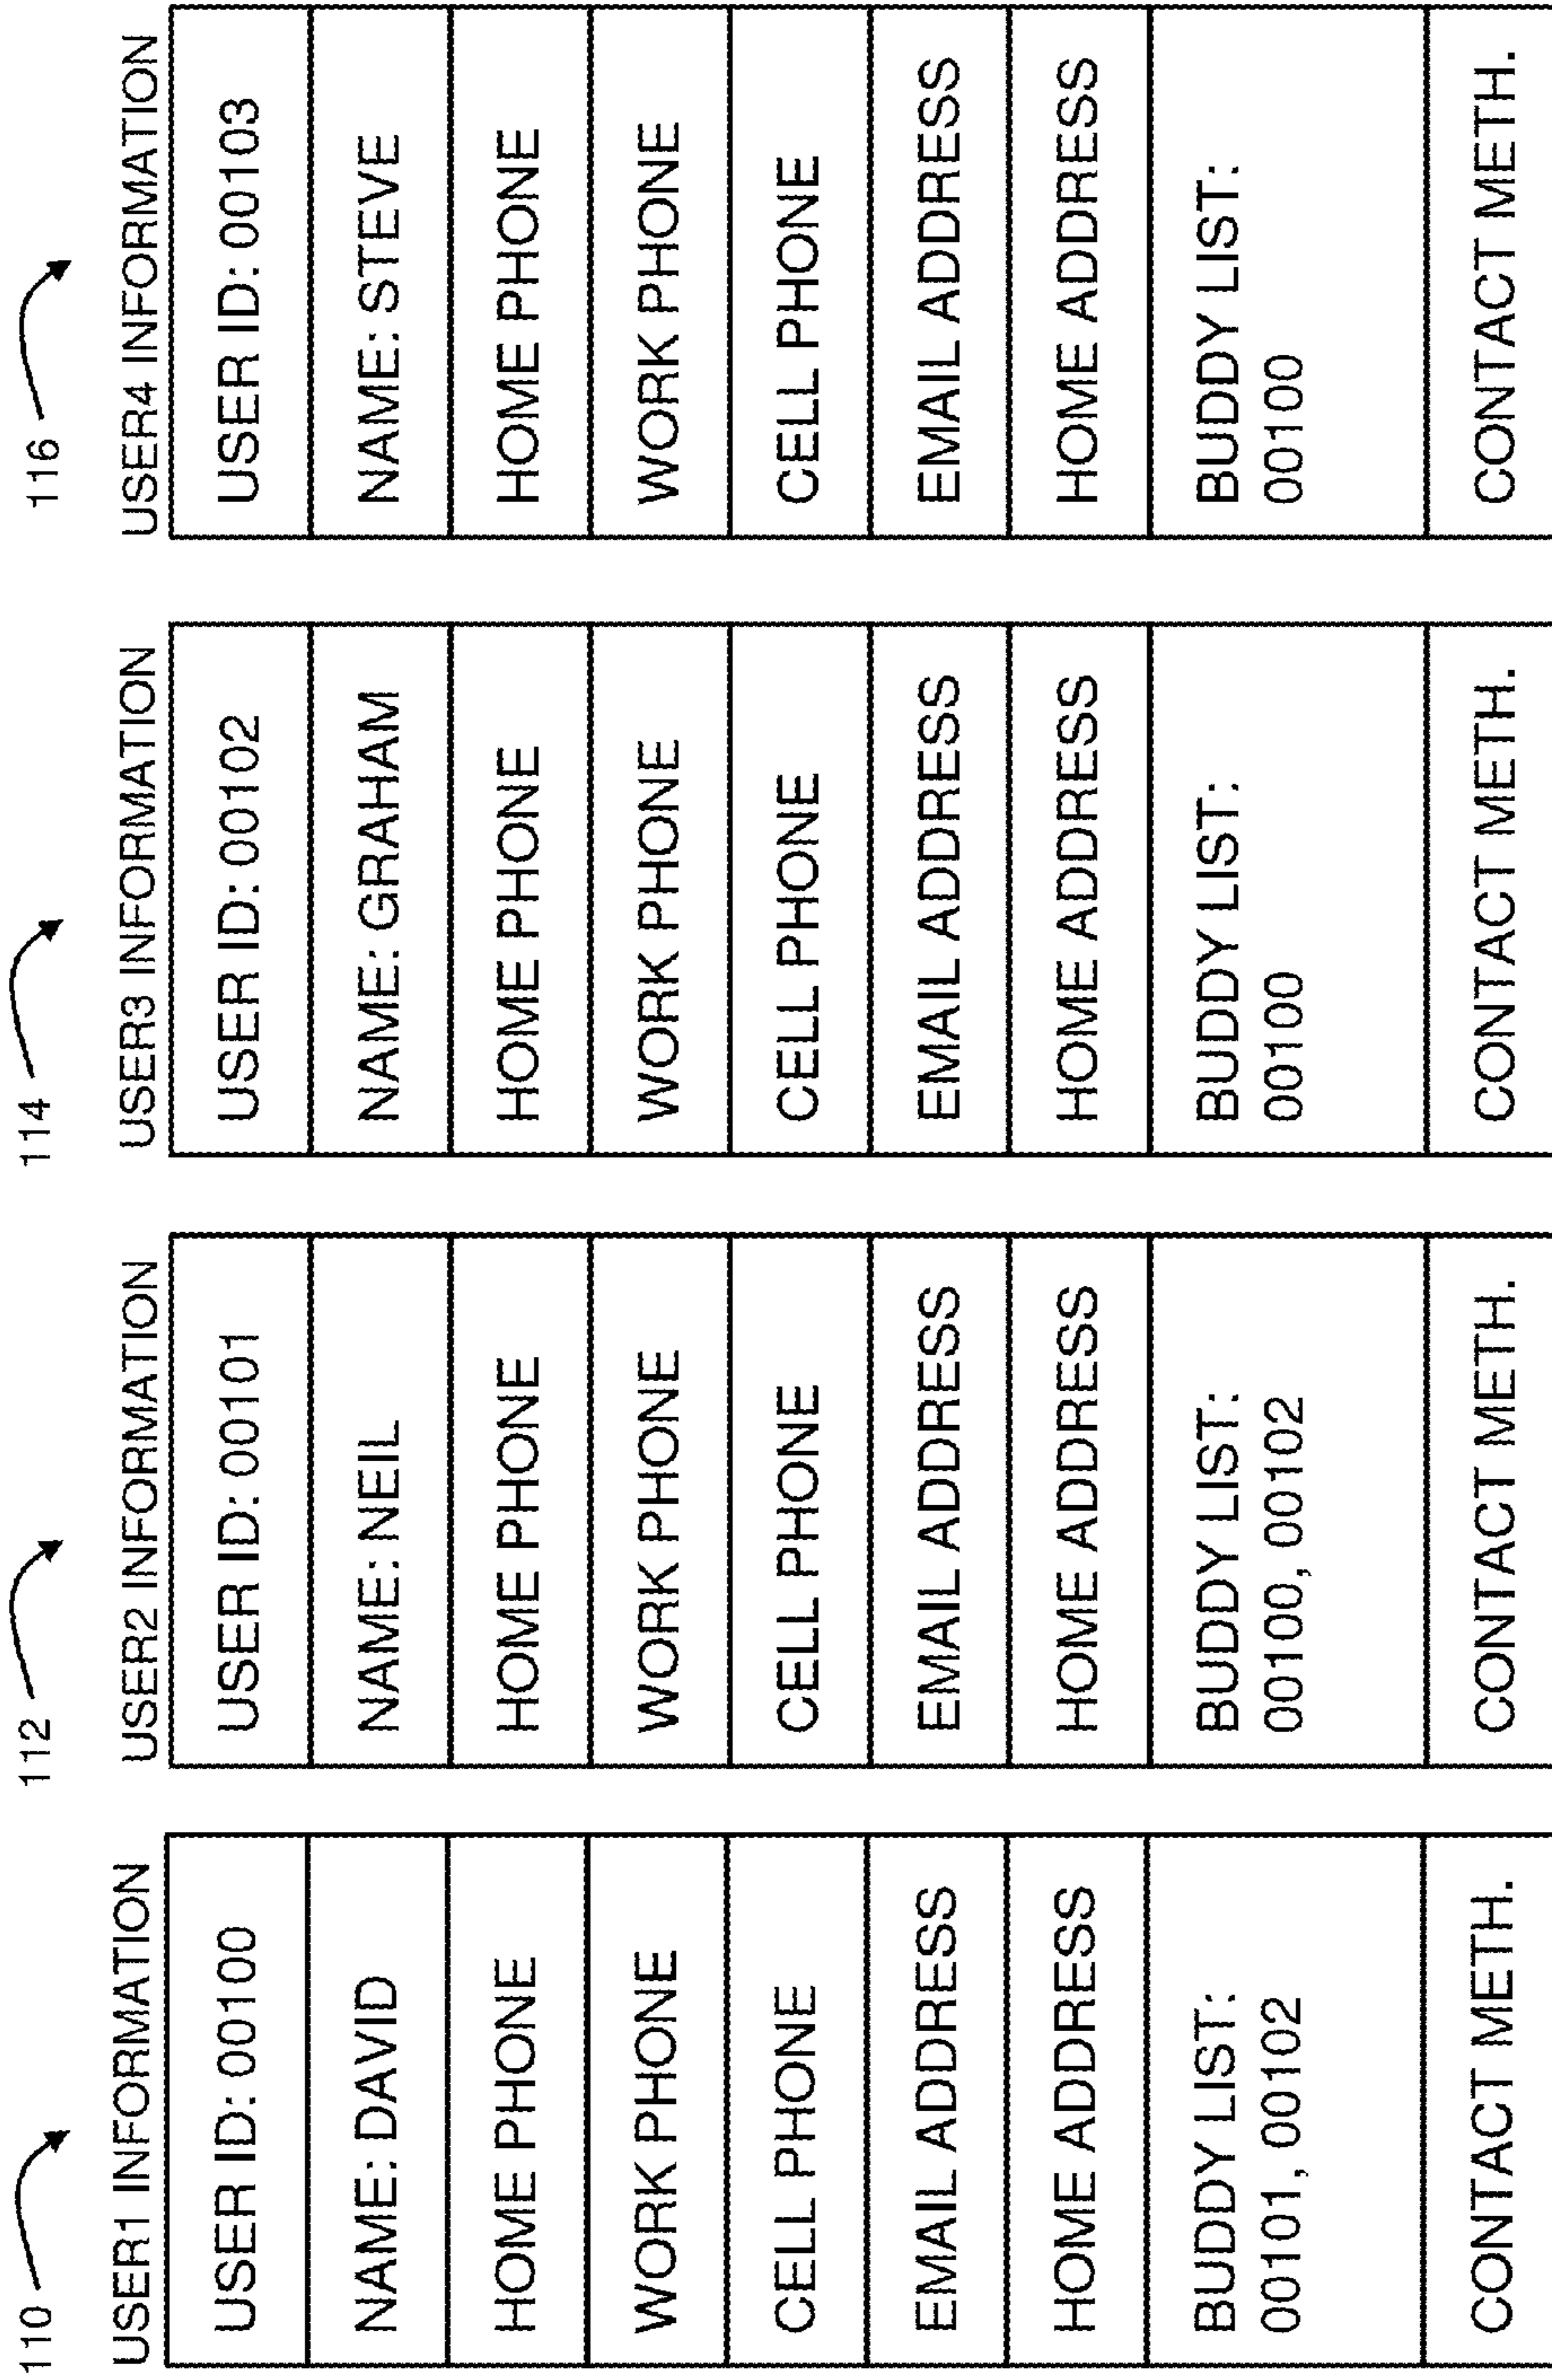 110
USER1 INFORMATION
USER ID: 00100
NAME: DAVID
HOME PHONE
WORK PHONE
CELL PHONE
EMAIL ADDRESS
HOME ADDRESS
BUDDY LIST:
00101, 00102
CONTACT METH.
112
USER2 INFORMATION
USER ID: 00101
NAME: NEIL
HOME PHONE
WORK PHONE
CELL PHONE
EMAIL ADDRESS
HOME ADDRESS
BUDDY LIST:
00100, 00102
CONTACT METH.
114
USER3 INFORMATION
USER ID: 00102
NAME: GRAHAM
HOME PHONE
WORK PHONE
CELL PHONE
EMAIL ADDRESS
HOME ADDRESS
BUDDY LIST:
00100
CONTACT METH.
116
USER4 INFORMATION
USER ID: 00103
NAME: STEVE
HOME PHONE
WORK PHONE
CELL PHONE
EMAIL ADDRESS
HOME ADDRESS
BUDDY LIST:
00100
CONTACT METH.